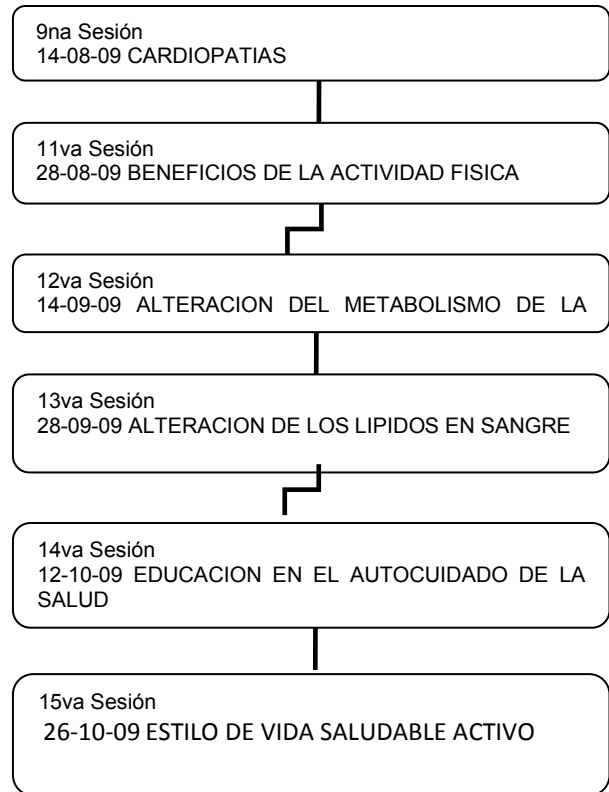 9na Sesión
14-08-09 CARDIOPATIAS
11va Sesión
28-08-09 BENEFICIOS DE LA ACTIVIDAD FISICA
12va Sesión
14-09-09 ALTERACION DEL METABOLISMO DE LA
13va Sesión
28-09-09 ALTERACION DE LOS LIPIDOS EN SANGRE
14va Sesión
12-10-09 EDUCACION EN EL AUTOCUIDADO DE LA
SALUD
15va Sesión
26-10-09 ESTILO DE VIDA SALUDABLE ACTIVO